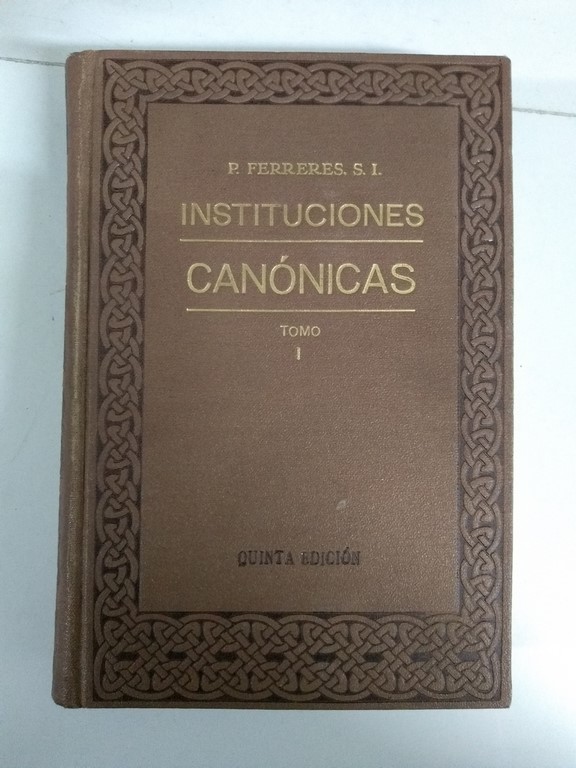 P. FERRERES. S. I.
INSTITUCIONES
CANÓNICAS
TOMO
I
QUINTA EDICIÓN